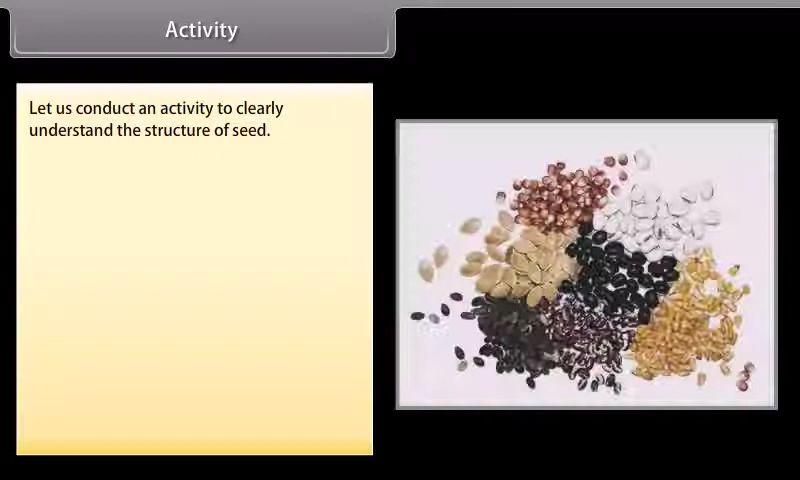 Activity
Let us conduct an activity to clearly
understand the structure of seed.